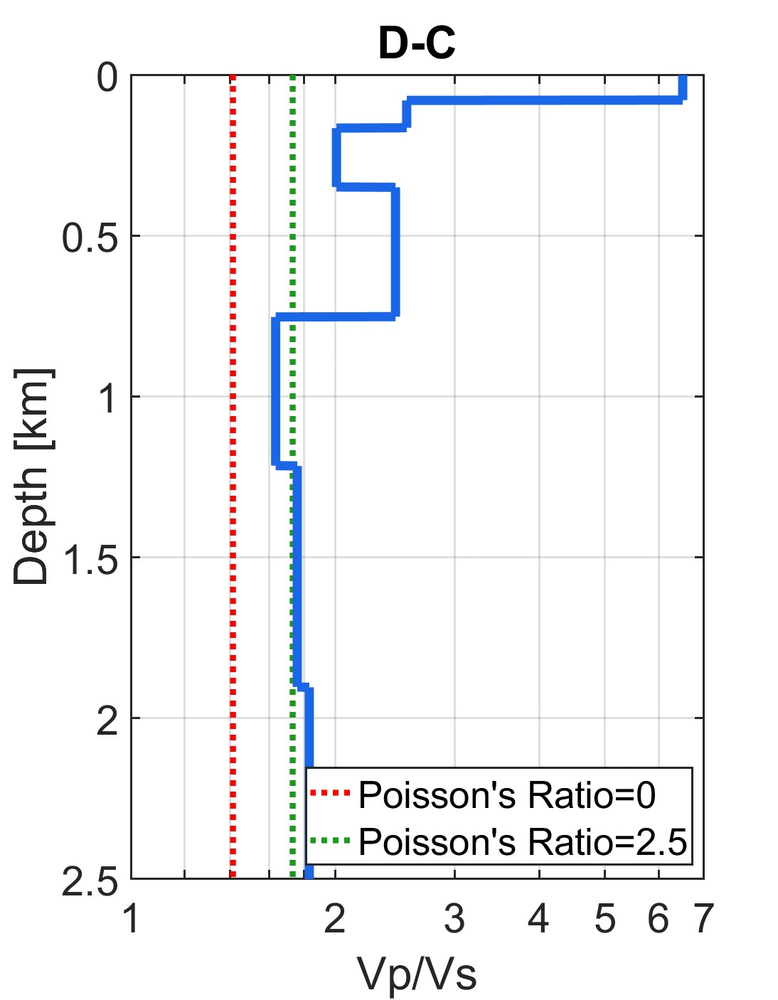 D-C
0
0.5
1
1.5
2
2.5
Depth [km]
Poisson's Ratio=0
Poisson's Ratio=2.5
1 2 3 4 5 6 7
Vp/Vs